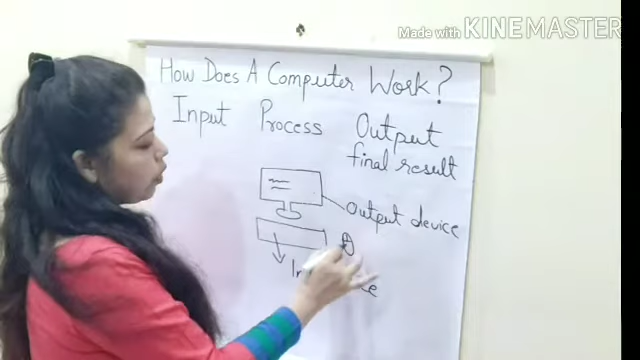 Made with KINEMASTER
How Does A Computer Work?
Input Process Output
final result
Output device